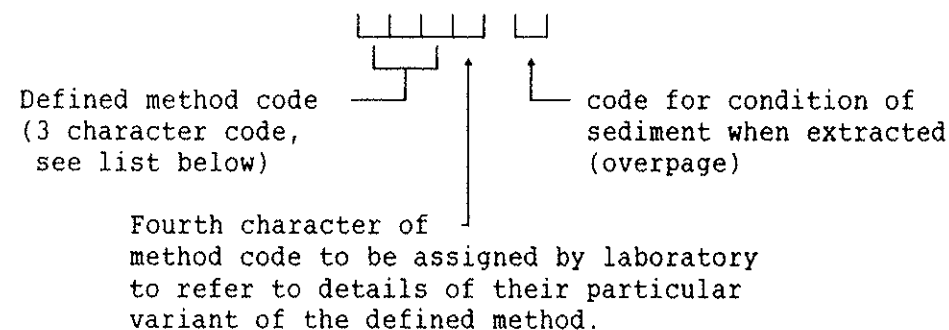 Defined method code
(3 character code,
see list below)
code for condition of
sediment when extracted
(overpage)
Fourth character of
method code to be assigned by laboratory
to refer to details of their particular
variant of the defined method.